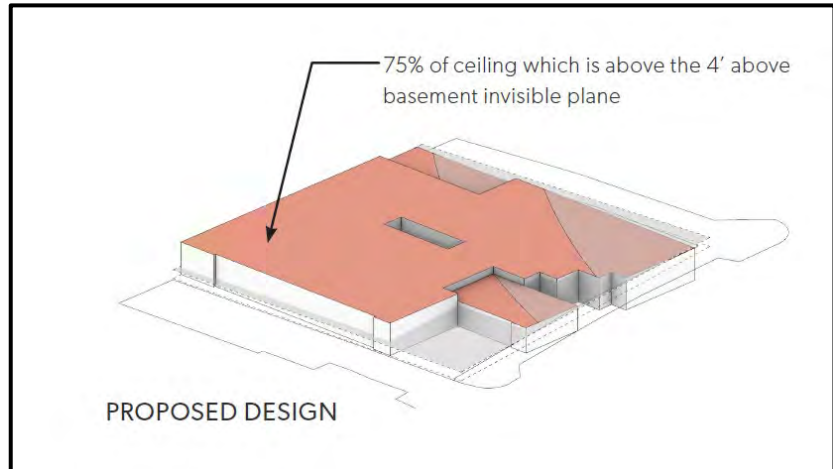 75% of ceiling which is above the 4’ above
basement invisible plane
PROPOSED DESIGN